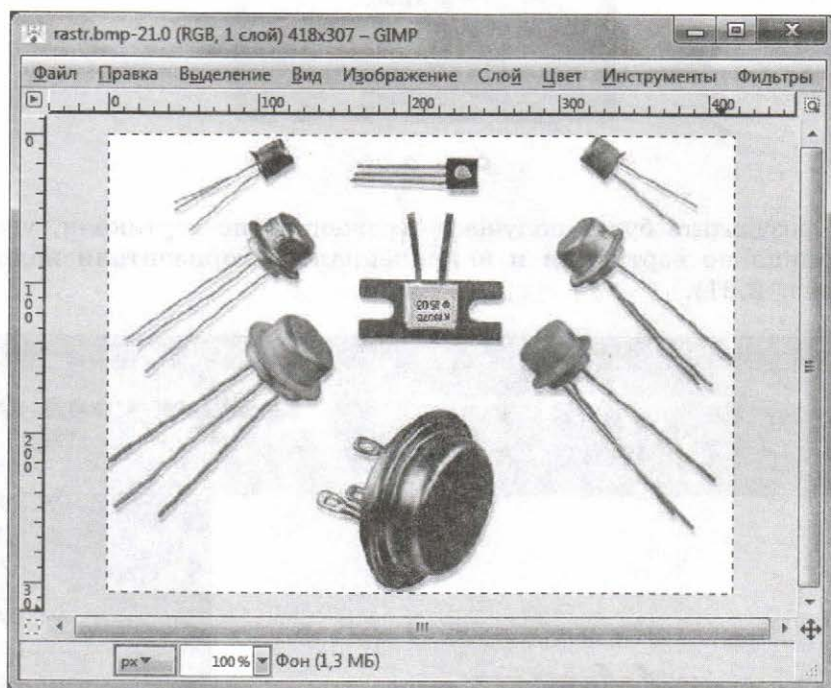 rastr.bmp-21.0 (RGB, 1 слой) 418x307 – GIMP
Файл Правка Выделение Вид Изображение Слой Цвет Инструменты Фильтры
0 100 200 300 400
0
100
200
30
px 100 % Фон (1,3 МБ)